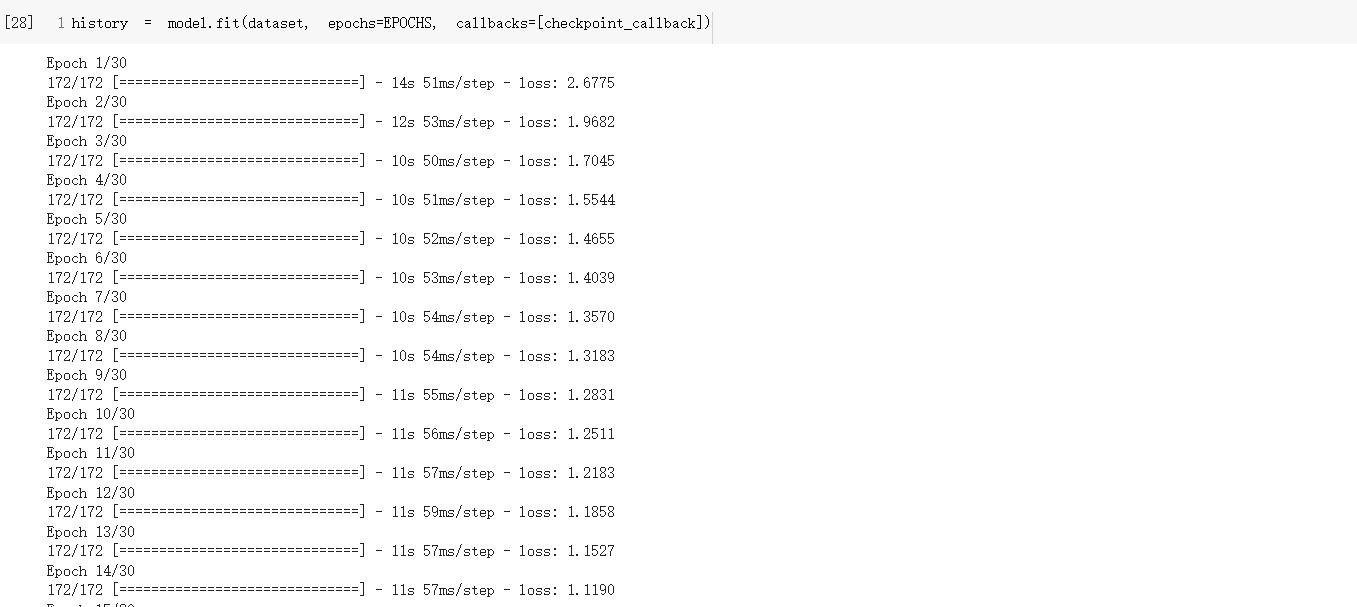 [28] 1 history = model.fit(dataset, epochs=EPOCHS, callbacks=[checkpoint_callback])
Epoch 1/30
172/172 [==============================] - 14s 51ms/step - loss: 2.6775
Epoch 2/30
172/172 [==============================] - 12s 53ms/step - loss: 1.9682
Epoch 3/30
172/172 [==============================] - 10s 50ms/step - loss: 1.7045
Epoch 4/30
172/172 [==============================] - 10s 51ms/step - loss: 1.5544
Epoch 5/30
172/172 [==============================] - 10s 52ms/step - loss: 1.4655
Epoch 6/30
172/172 [==============================] - 10s 53ms/step - loss: 1.4039
Epoch 7/30
172/172 [==============================] - 10s 54ms/step - loss: 1.3570
Epoch 8/30
172/172 [==============================] - 10s 54ms/step - loss: 1.3183
Epoch 9/30
172/172 [==============================] - 11s 55ms/step - loss: 1.2831
Epoch 10/30
172/172 [==============================] - 11s 56ms/step - loss: 1.2511
Epoch 11/30
172/172 [==============================] - 11s 57ms/step - loss: 1.2183
Epoch 12/30
172/172 [==============================] - 11s 59ms/step - loss: 1.1858
Epoch 13/30
172/172 [==============================] - 11s 57ms/step - loss: 1.1527
Epoch 14/30
172/172 [==============================] - 11s 57ms/step - loss: 1.1190